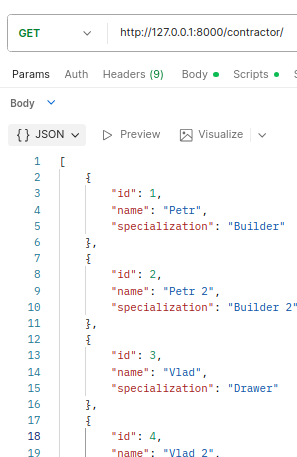 GET http://127.0.0.1:8000/contractor/
Params Auth Headers (9) Body Scripts
Body
{} JSON Preview Visualize
1 [
2 {
3 "id": 1,
4 "name": "Petr",
5 "specialization": "Builder"
6 },
7 {
8 "id": 2,
9 "name": "Petr 2",
10 "specialization": "Builder 2"
11 },
12 {
13 "id": 3,
14 "name": "Vlad",
15 "specialization": "Drawer"
16 },
17 {
18 "id": 4,
19 "name": "Vlad 2",